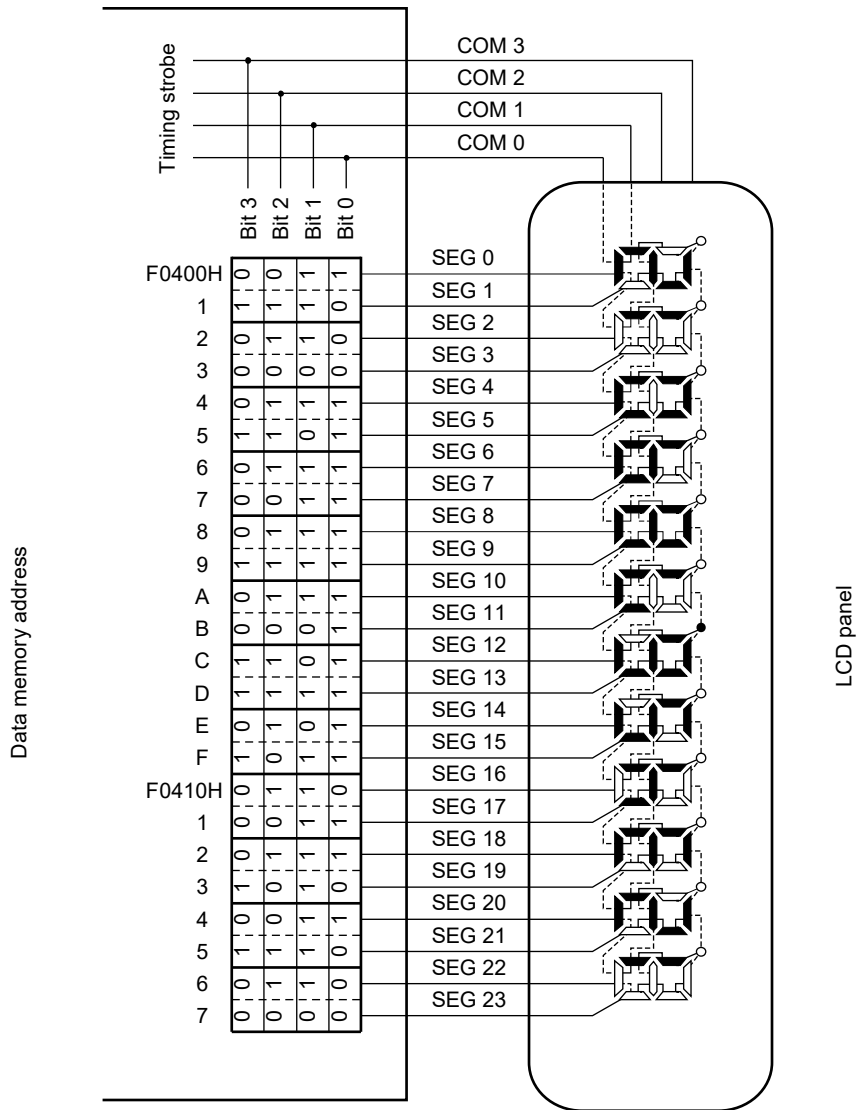 COM 3
COM 2
COM 1
COM 0
Timing strobe
Bit 3
Bit 2
Bit 1
Bit 0
F0400H 0 0 1 1 SEG 0
1 1 1 1 0 SEG 1
2 0 1 1 0 SEG 2
3 0 0 0 0 SEG 3
4 0 1 1 1 SEG 4
5 1 1 0 1 SEG 5
6 0 1 1 1 SEG 6
7 0 0 1 1 SEG 7
8 0 1 1 1 SEG 8
9 1 1 1 1 SEG 9
A 0 1 1 1 SEG 10
B 0 0 0 1 SEG 11
C 1 1 0 1 SEG 12
D 1 1 1 1 SEG 13
E 0 1 0 1 SEG 14
F 1 0 1 1 SEG 15
F0410H 0 1 1 0 SEG 16
1 0 0 1 1 SEG 17
2 0 1 1 1 SEG 18
3 1 0 1 0 SEG 19
4 0 0 1 1 SEG 20
5 1 1 1 0 SEG 21
6 0 1 1 0 SEG 22
7 0 0 0 0 SEG 23
Data memory address
LCD panel